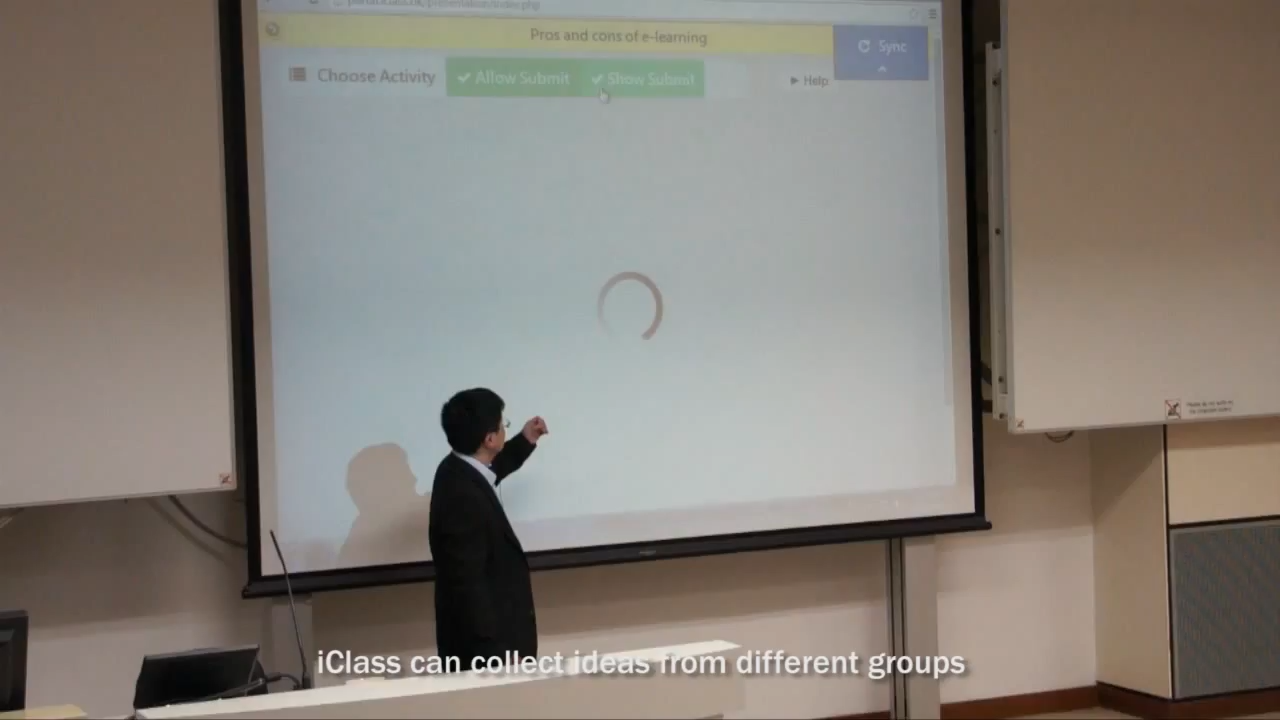 Pros and cons of e-learning
Sync
Choose Activity
Allow Submit
Show Submit
Help
iClass can collect ideas from different groups